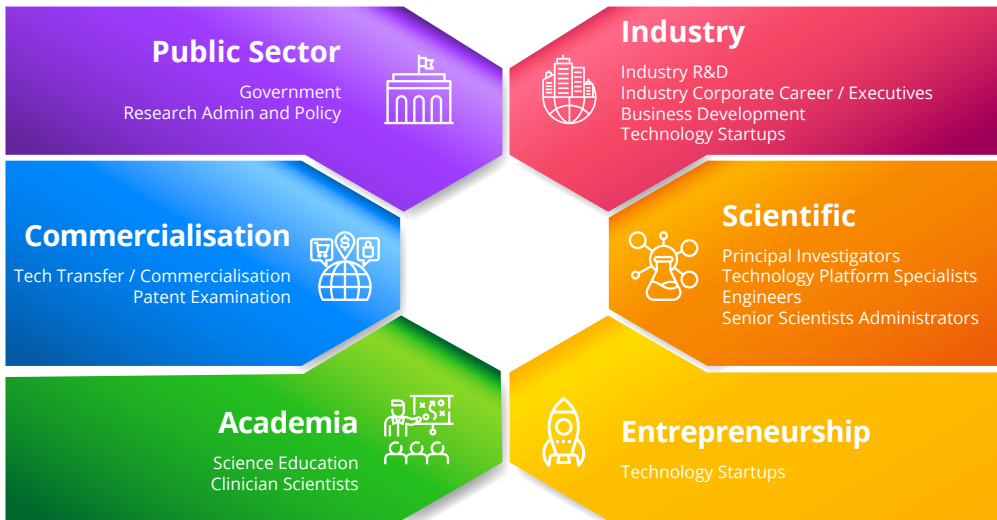 Public Sector
Government
Research Admin and Policy
Industry
Industry R&D
Industry Corporate Career / Executives
Business Development
Technology Startups
Commercialisation
Tech Transfer / Commercialisation
Patent Examination
Scientific
Principal Investigators
Technology Platform Specialists
Engineers
Senior Scientists Administrators
Academia
Science Education
Clinician Scientists
Entrepreneurship
Technology Startups